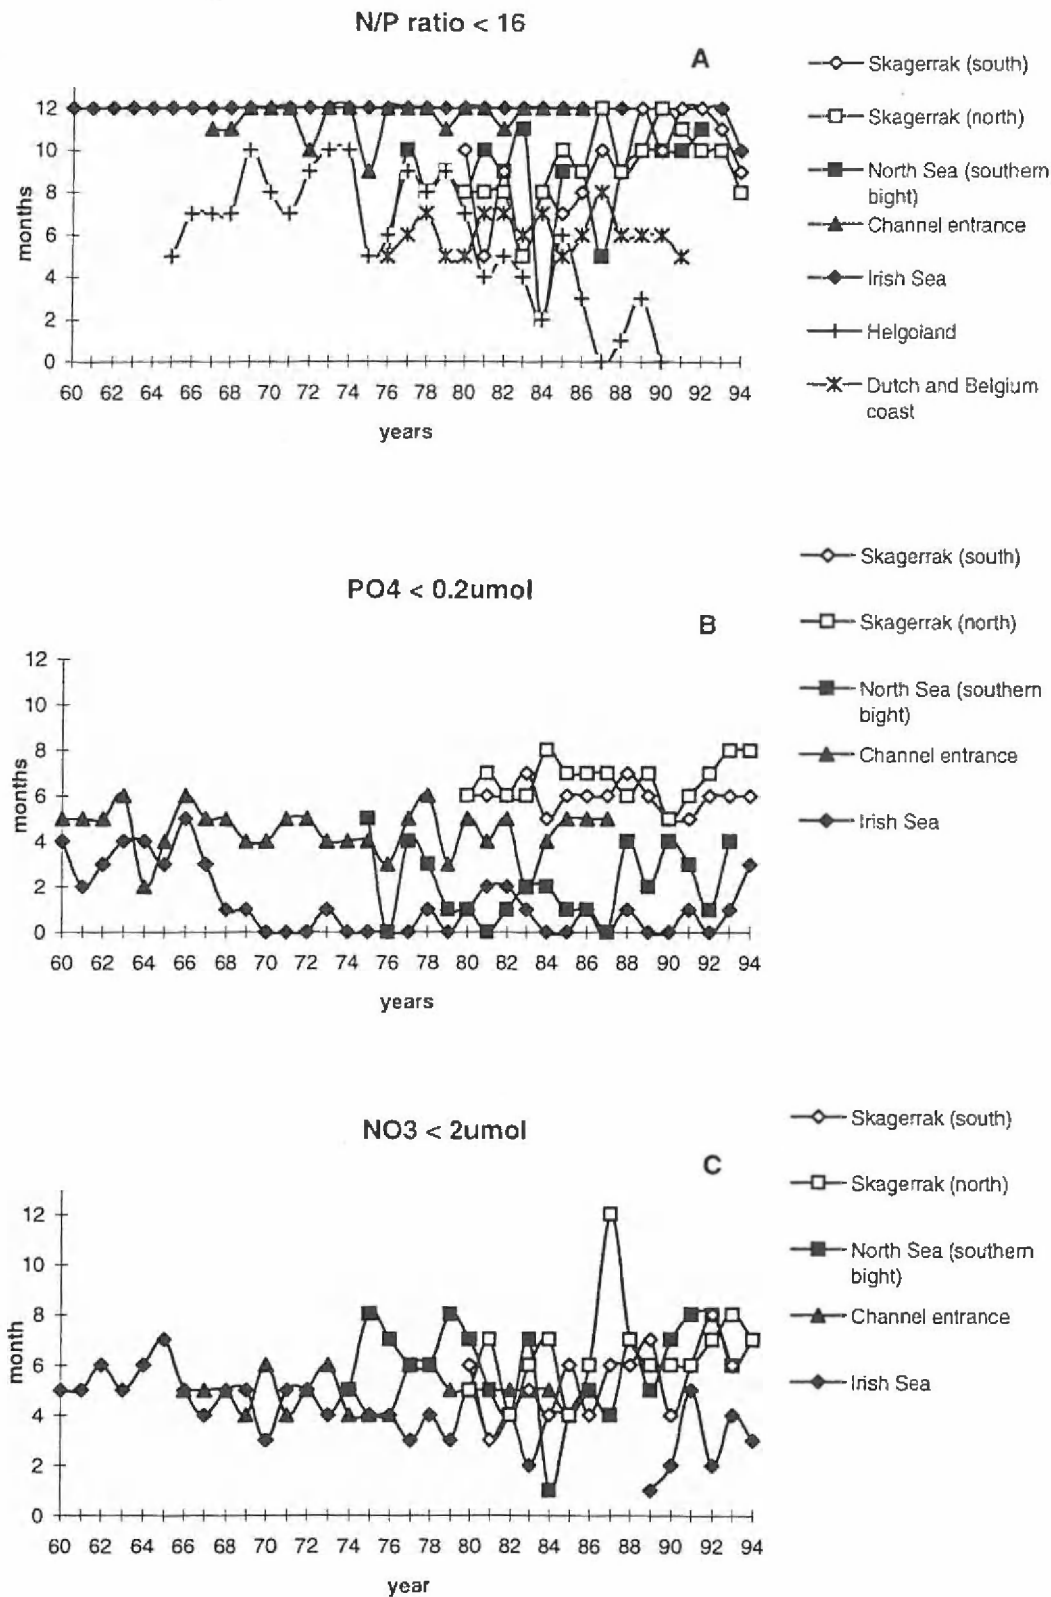 N/P ratio < 16
A
months
12
10
8
6
4
2
0
60 62 64 66 68 70 72 74 76 78 80 82 84 86 88 90 92 94
years
Skagerrak (south)
Skagerrak (north)
North Sea (southern
bight)
Channel entrance
Irish Sea
Helgoland
Dutch and Belgium
coast
PO4 < 0.2umol
B
months
12
10
8
6
4
2
0
60 62 64 66 68 70 72 74 76 78 80 82 84 86 88 90 92 94
years
Skagerrak (south)
Skagerrak (north)
North Sea (southern
bight)
Channel entrance
Irish Sea
NO3 < 2umol
C
month
12
10
8
6
4
2
0
60 62 64 66 68 70 72 74 76 78 80 82 84 86 88 90 92 94
year
Skagerrak (south)
Skagerrak (north)
North Sea (southern
bight)
Channel entrance
Irish Sea